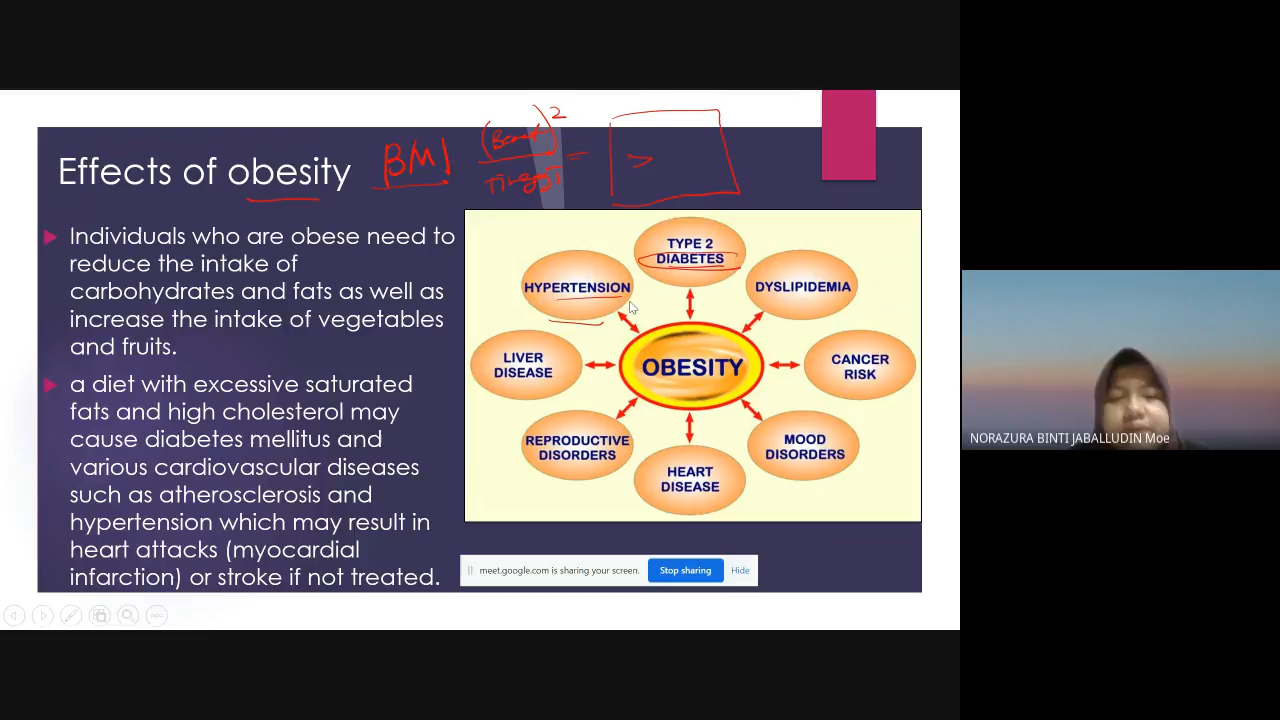 Effects of obesity
BMI
2
Tinggi
=
>
Individuals who are obese need to
reduce the intake of
carbohydrates and fats as well as
increase the intake of vegetables
and fruits.
a diet with excessive saturated
fats and high cholesterol may
cause diabetes mellitus and
various cardiovascular diseases
such as atherosclerosis and
hypertension which may result in
heart attacks (myocardial
infarction) or stroke if not treated.
TYPE 2
DIABETES
HYPERTENSION
DYSLIPIDEMIA
LIVER
DISEASE
OBESITY
CANCER
RISK
REPRODUCTIVE
DISORDERS
MOOD
DISORDERS
HEART
DISEASE
meet.google.com is sharing your screen.
Stop sharing
Hide
NORAZURA BINTI JABALLUDIN Moe